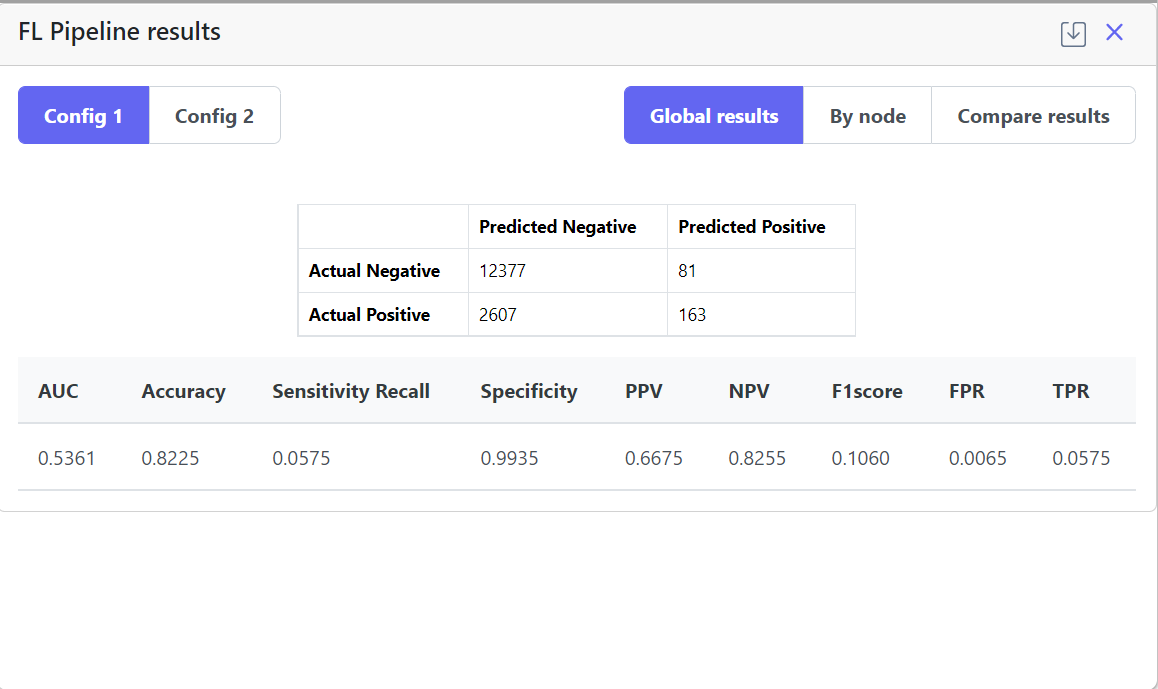 FL Pipeline results
Config 1 Config 2 Global results By node Compare results
Predicted Negative Predicted Positive
Actual Negative 12377 81
Actual Positive 2607 163
AUC Accuracy Sensitivity Recall Specificity PPV NPV F1score FPR TPR
0.5361 0.8225 0.0575 0.9935 0.6675 0.8255 0.1060 0.0065 0.0575